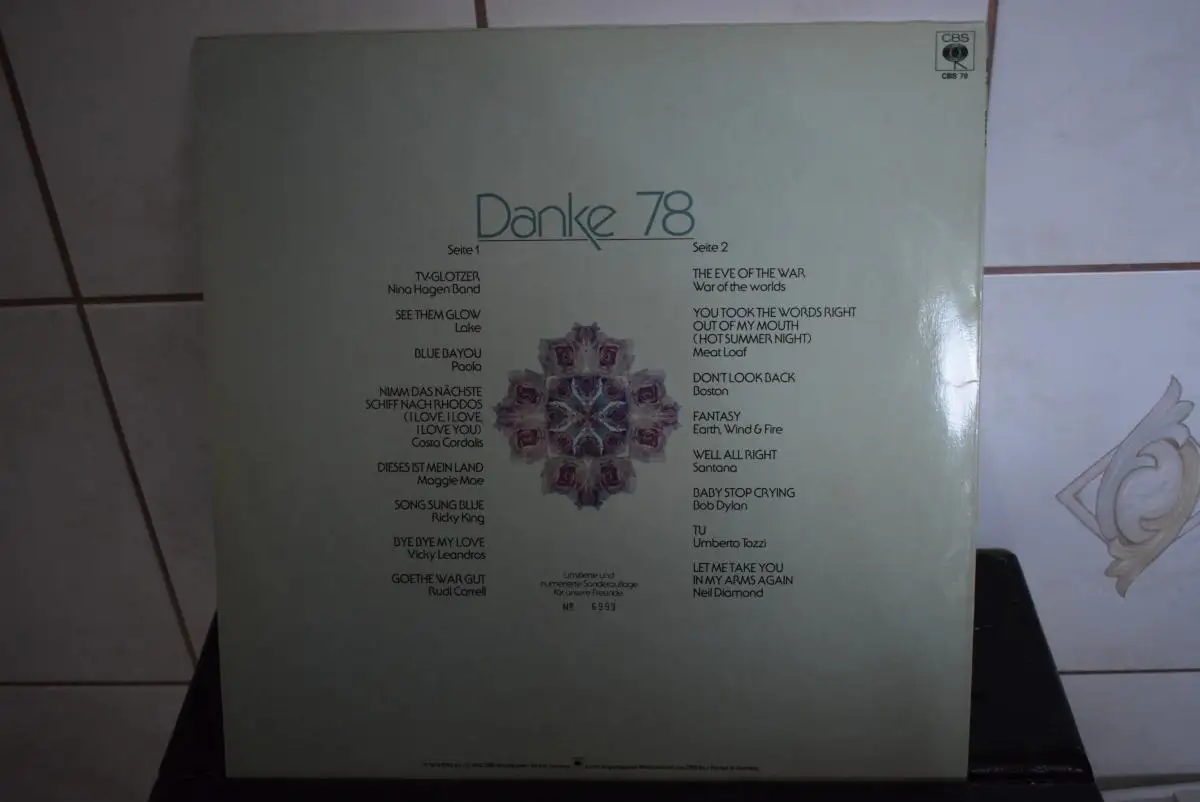 CBS
CBS 78
Danke 78
Seite 1
TV-GLOTZER
Nina Hagen Band
SEE THEM GLOW
Lake
BLUE BAYOU
Paola
NIMM DAS NÄCHSTE
SCHIFF NACH RHODOS
(I LOVE, I LOVE,
I LOVE YOU)
Costa Cordalis
DIESES IST MEIN LAND
Maggie Mae
SONG SUNG BLUE
Ricky King
BYE BYE MY LOVE
Vicky Leandros
GOETHE WAR GUT
Rudi Carrell
Seite 2
THE EVE OF THE WAR
War of the worlds
YOU TOOK THE WORDS RIGHT
OUT OF MY MOUTH
(HOT SUMMER NIGHT)
Meat Loaf
DON'T LOOK BACK
Boston
FANTASY
Earth, Wind & Fire
WELL ALL RIGHT
Santana
BABY STOP CRYING
Bob Dylan
TU
Umberto Tozzi
LET ME TAKE YOU
IN MY ARMS AGAIN
Neil Diamond
Limitierte und
numerierte Sonderauflage
für unsere Freunde
Nº 6993